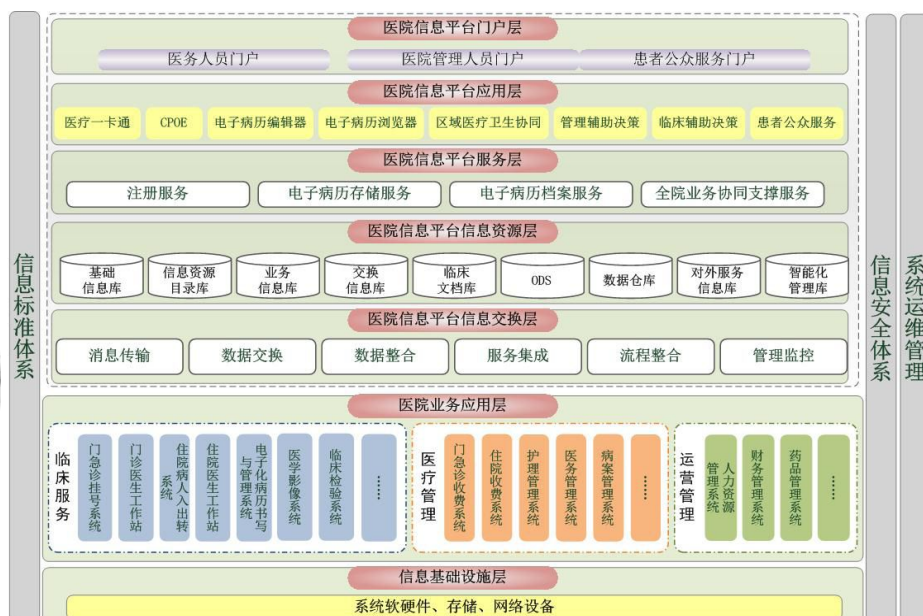 医院信息平台门户层
医务人员门户
医院管理人员门户
患者公众服务门户
医院信息平台应用层
医疗一卡通
CPOE
电子病历编辑器
电子病历浏览器
区域医疗卫生协同
管理辅助决策
临床辅助决策
患者公众服务
医院信息平台服务层
注册服务
电子病历存储服务
电子病历档案服务
全院业务协同支撑服务
医院信息平台信息资源层
基础
信息库
信息资源
目录库
业务
信息库
交换
信息库
临床
文档库
ODS
数据仓库
对外服务
信息库
智能化
管理库
医院信息平台信息交换层
消息传输
数据交换
数据整合
服务集成
流程整合
管理监控
医院业务应用层
临床服务
门急诊挂号系统
门诊医生工作站
住院病人入出转
系统
住院医生工作站
电子化病历书写
与管理系统
医学影像系统
临床检验系统
……
医疗管理
门急诊收费系统
住院收费系统
护理管理系统
医务管理系统
病案管理系统
……
运营管理
人力资源
管理系统
财务管理系统
药品管理系统
……
信息基础设施层
系统软硬件、存储、网络设备
信息标准体系
信息安全体系
系统运维管理